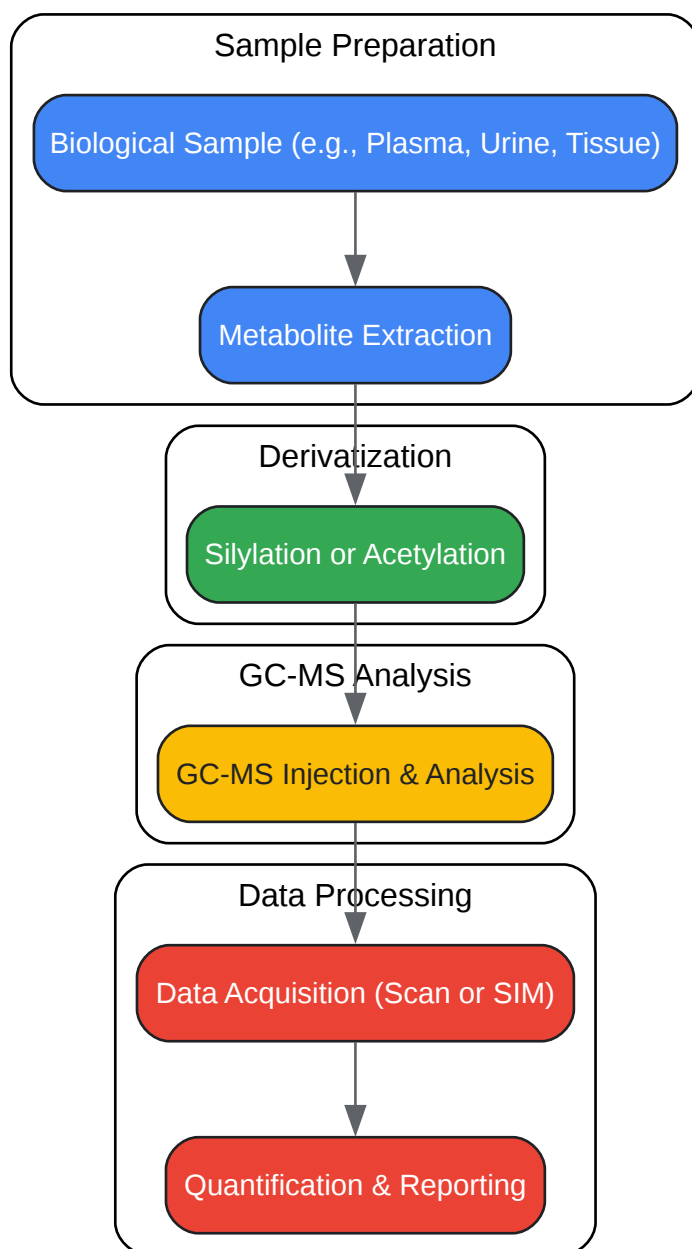 Sample Preparation
Biological Sample (e.g., Plasma, Urine, Tissue)
Metabolite Extraction
Derivatization
Silylation or Acetylation
GC-MS Analysis
GC-MS Injection & Analysis
Data Processing
Data Acquisition (Scan or SIM)
Quantification & Reporting